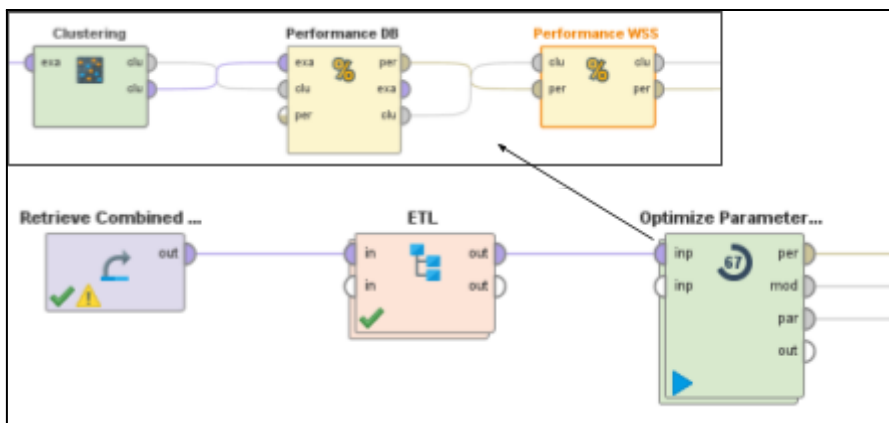 Clustering
exa clu
clu
Performance DB
exa per
clu exa
per clu
Performance WSS
clu clu
per per
Retrieve Combined ...
out
ETL
in out
in out
Optimize Parameter...
inp 67 per
inp mod
par
out